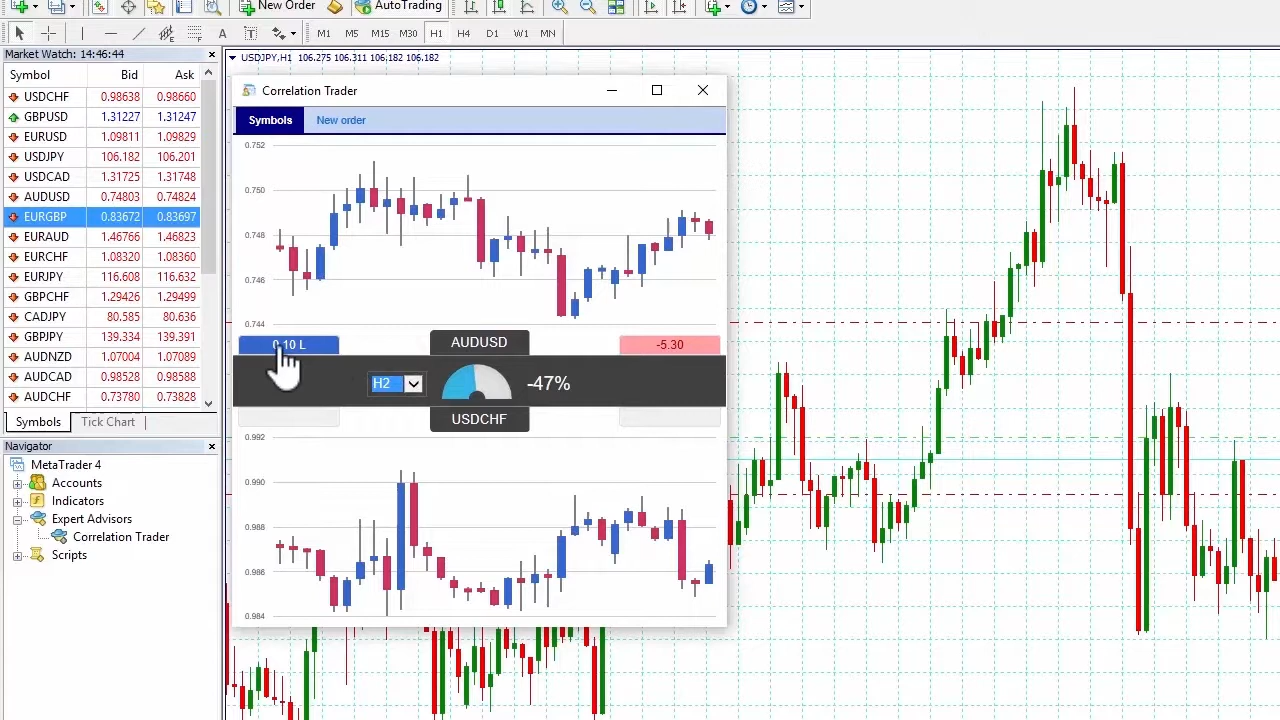 New Order
AutoTrading
A
T
M1 M5 M15 M30 H1 H4 D1 W1 MN
Market Watch: 14:46:44
Symbol Bid Ask
USDCHF 0.98638 0.98660
GBPUSD 1.31227 1.31247
EURUSD 1.09811 1.09829
USDJPY 106.182 106.201
USDCAD 1.31725 1.31748
AUDUSD 0.74803 0.74824
EURGBP 0.83672 0.83697
EURAUD 1.46766 1.46823
EURCHF 1.08320 1.08360
EURJPY 116.608 116.632
GBPCHF 1.29426 1.29499
CADJPY 80.585 80.636
GBPJPY 139.334 139.391
AUDNZD 1.07004 1.07089
AUDCAD 0.98528 0.98588
AUDCHF 0.73780 0.73828
Symbols Tick Chart
Navigator
MetaTrader 4
Accounts
Indicators
Expert Advisors
Correlation Trader
Scripts
USDJPY,H1 106.275 106.311 106.182 106.182
Correlation Trader
Symbols New order
0.752
0.750
0.748
0.746
0.744
0.10 L AUDUSD -5.30
H2 -47%
USDCHF
0.992
0.990
0.988
0.986
0.984